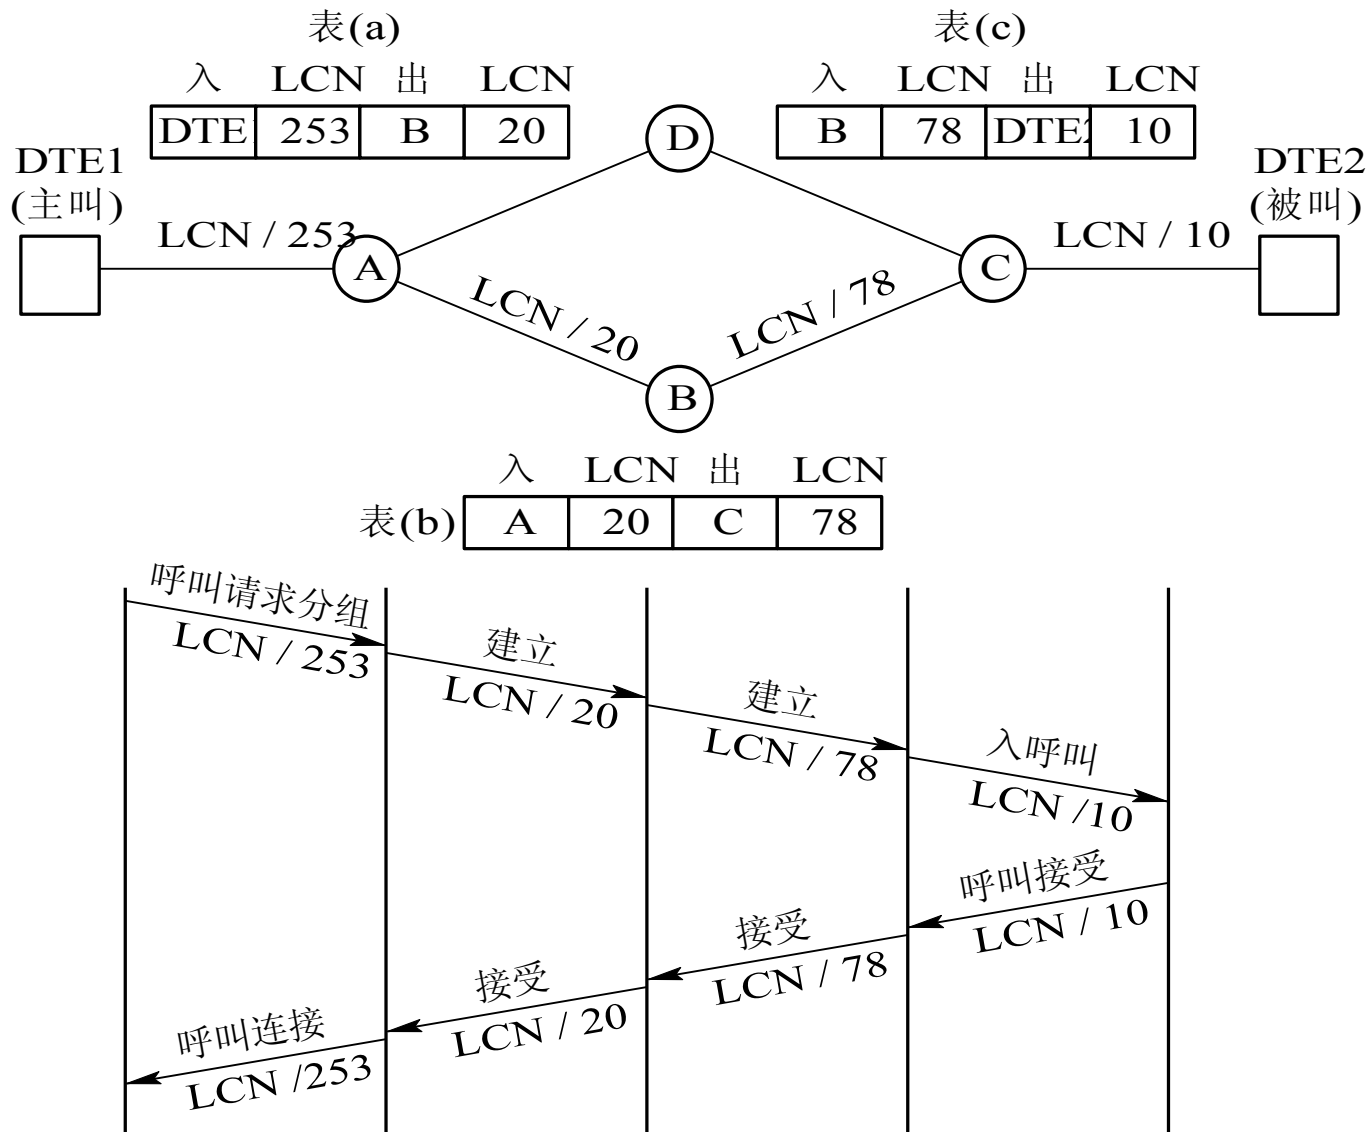 表(a)
入 LCN 出 LCN
DTE 253 B 20
表(c)
入 LCN 出 LCN
B 78 DTE2 10
DTE1
(主叫)
DTE2
(被叫)
LCN / 253
A
D
C
B
LCN / 10
LCN / 20
LCN / 78
入 LCN 出 LCN
表(b) A 20 C 78
呼叫请求分组
LCN / 253
建立
LCN / 20
建立
LCN / 78
入呼叫
LCN /10
呼叫接受
LCN / 10
接受
LCN / 78
接受
LCN / 20
呼叫连接
LCN /253